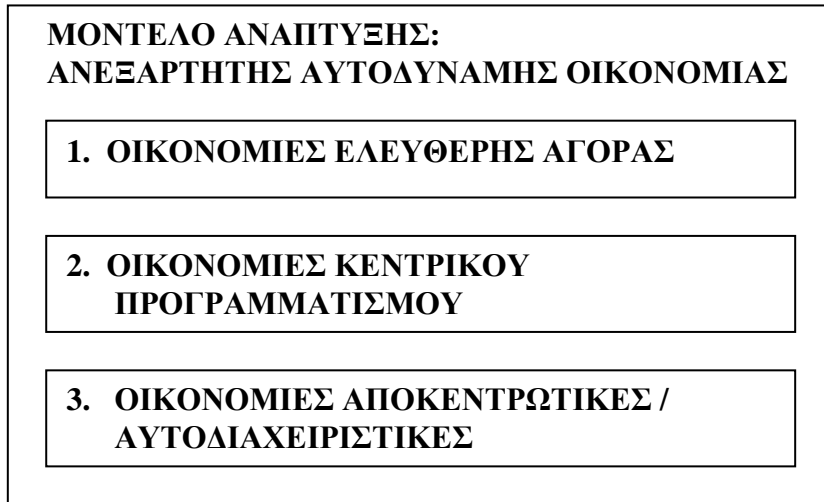 ΜΟΝΤΕΛΟ ΑΝΑΠΤΥΞΗΣ:
ΑΝΕΞΑΡΤΗΤΗΣ ΑΥΤΟΔΥΝΑΜΗΣ ΟΙΚΟΝΟΜΙΑΣ
1. ΟΙΚΟΝΟΜΙΕΣ ΕΛΕΥΘΕΡΗΣ ΑΓΟΡΑΣ
2. ΟΙΚΟΝΟΜΙΕΣ ΚΕΝΤΡΙΚΟΥ
ΠΡΟΓΡΑΜΜΑΤΙΣΜΟΥ
3. ΟΙΚΟΝΟΜΙΕΣ ΑΠΟΚΕΝΤΡΩΤΙΚΕΣ /
ΑΥΤΟΔΙΑΧΕΙΡΙΣΤΙΚΕΣ